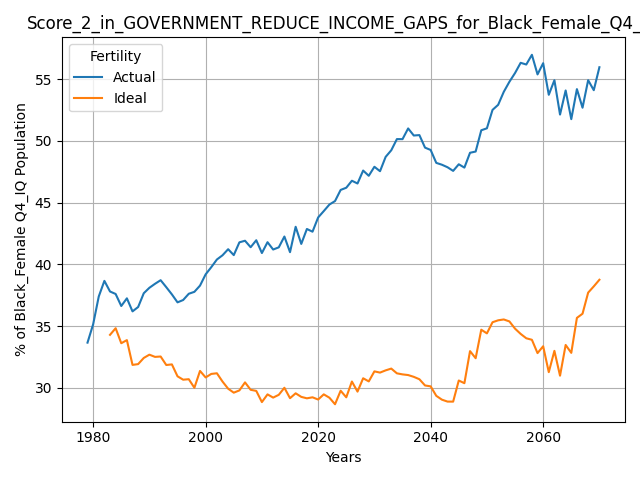 Score_2_in_GOVERNMENT_REDUCE_INCOME_GAPS_for_Black_Female_Q4_
Fertility
Actual
Ideal
% of Black_Female Q4_IQ Population
55
50
45
40
35
30
1980
2000
2020
2040
2060
Years